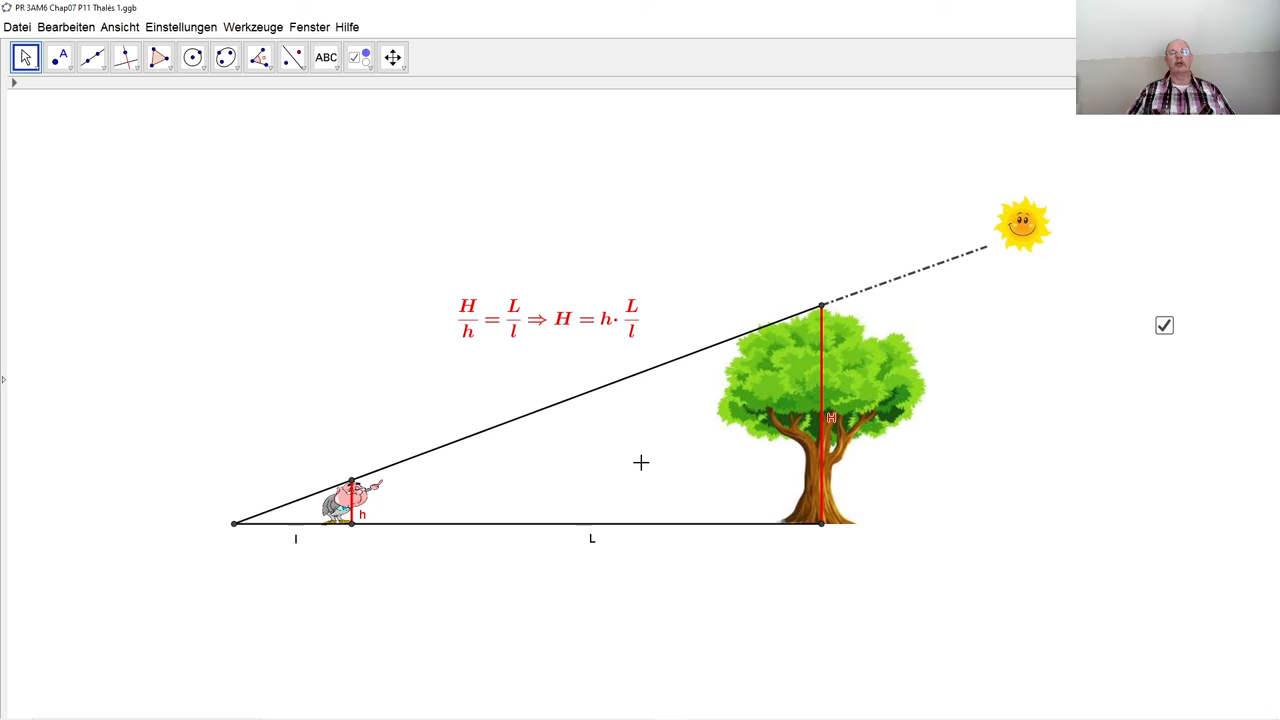 PR 3AM6 Chap07 P11 Thalès 1.ggb
Datei Bearbeiten Ansicht Einstellungen Werkzeuge Fenster Hilfe
A ABC
H/h = L/l ⇒ H = h· L/l
H
h
l L